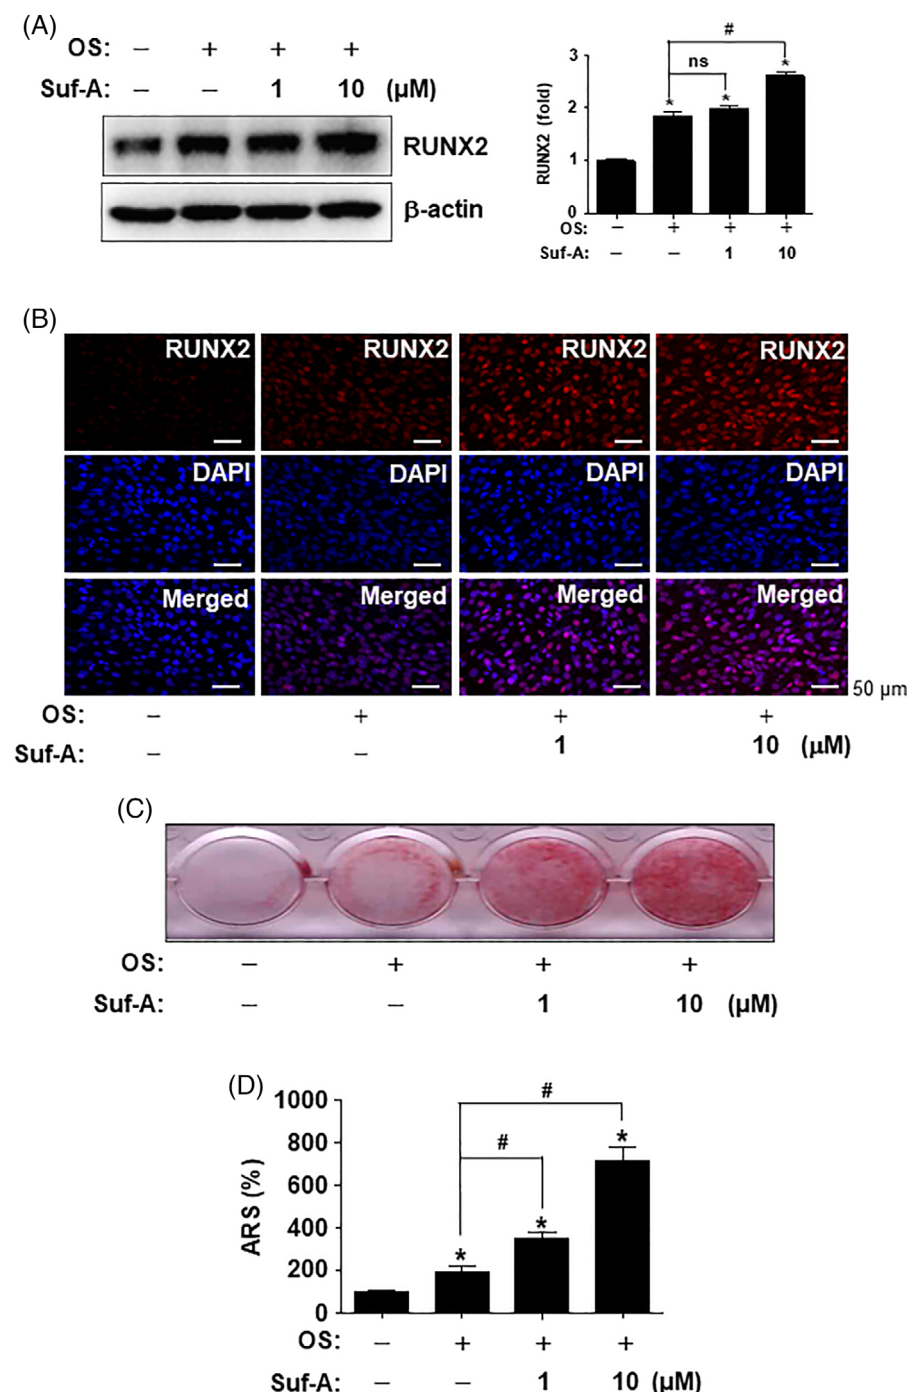 (A)
OS: – + + +
Suf-A: – – 1 10 (μM)
RUNX2
β-actin
RUNX2 (fold)
3
2
1
0
#
ns
* * *
OS: – + + +
Suf-A: – – 1 10
(B)
RUNX2 RUNX2 RUNX2 RUNX2
DAPI DAPI DAPI DAPI
Merged Merged Merged Merged
50 μm
OS: – + + +
Suf-A: – – 1 10 (μM)
(C)
OS: – + + +
Suf-A: – – 1 10 (μM)
(D)
ARS (%)
1000
800
600
400
200
0
#
#
* * *
OS: – + + +
Suf-A: – – 1 10 (μM)